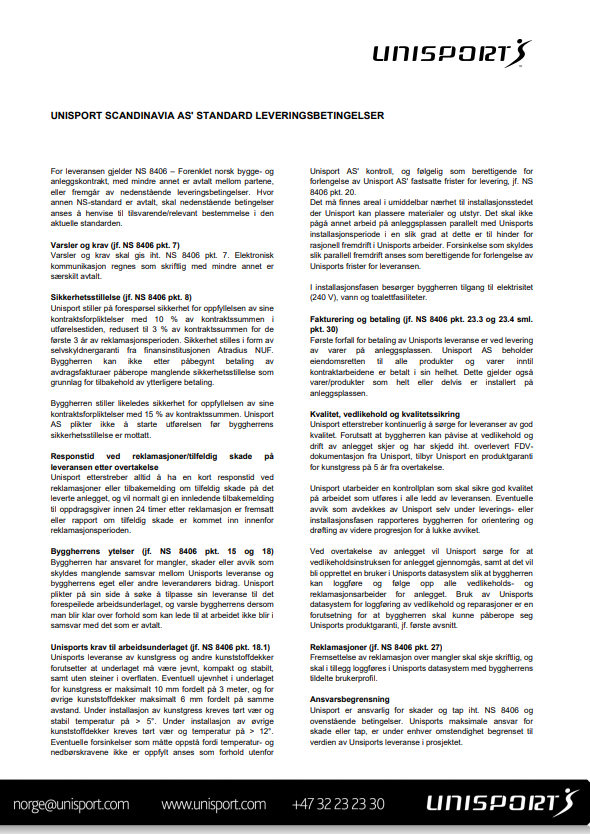 UNISPORT
UNISPORT SCANDINAVIA AS' STANDARD LEVERINGSBETINGELSER
For leveransen gjelder NS 8406 – Forenklet norsk bygge- og
anleggskontrakt, med mindre annet er avtalt mellom partene,
eller fremgår av nedenstående leveringsbetingelser. Hvor
annen NS-standard er avtalt, skal nedenstående betingelser
anses å henvise til tilsvarende/relevant bestemmelse i den
aktuelle standarden.
Varsler og krav (jf. NS 8406 pkt. 7)
Varsler og krav skal gis iht. NS 8406 pkt. 7. Elektronisk
kommunikasjon regnes som skriftlig med mindre annet er
særskilt avtalt.
Sikkerhetsstillelse (jf. NS 8406 pkt. 8)
Unisport stiller på forespørsel sikkerhet for oppfyllelsen av sine
kontraktsforpliktelser med 10 % av kontraktssummen i
utførelsestiden, redusert til 3 % av kontraktssummen for de
første 3 år av reklamasjonsperioden. Sikkerhet stilles i form av
selvskyldnergaranti fra finansinstitusjonen Atradius NUF.
Byggherren kan ikke etter påbegynt betaling av
avdragsfakturaer påberope manglende sikkerhetsstillelse som
grunnlag for tilbakehold av ytterligere betaling.
Byggherren stiller likeledes sikkerhet for oppfyllelsen av sine
kontraktsforpliktelser med 15 % av kontraktssummen. Unisport
AS plikter ikke å starte utførelsen før byggherrens
sikkerhetsstillelse er mottatt.
Responstid ved reklamasjoner/tilfeldig skade på
leveransen etter overtakelse
Unisport etterstreber alltid å ha en kort responstid ved
reklamasjoner eller tilbakemelding om tilfeldig skade på det
leverte anlegget, og vil normalt gi en innledende tilbakemelding
til oppdragsgiver innen 24 timer etter reklamasjon er fremsatt
eller rapport om tilfeldig skade er kommet inn innenfor
reklamasjonsperioden.
Byggherrens ytelser (jf. NS 8406 pkt. 15 og 18)
Byggherren har ansvaret for mangler, skader eller avvik som
skyldes manglende samsvar mellom Unisports leveranse og
byggherrens eget eller andre leverandørers bidrag. Unisport
plikter på sin side å søke å tilpasse sin leveranse til det
forespeilede arbeidsunderlaget, og varsle byggherrens dersom
man blir klar over forhold som kan lede til at arbeidet ikke blir i
samsvar med det som er avtalt.
Unisports krav til arbeidsunderlaget (jf. NS 8406 pkt. 18.1)
Unisports leveranse av kunstgress og andre kunststoffdekker
forutsetter at underlaget må være jevnt, kompakt og stabilt,
samt uten steiner i overflaten. Eventuell ujevnhet i underlaget
for kunstgress er maksimalt 10 mm fordelt på 3 meter, og for
øvrige kunststoffdekker maksimalt 6 mm fordelt på samme
avstand. Under installasjon av kunstgress kreves tørt vær og
stabil temperatur på > 5°. Under installasjon av øvrige
kunststoffdekker kreves tørt vær og temperatur på > 12°.
Eventuelle forsinkelser som måtte oppstå fordi temperatur- og
nedbørskravene ikke er oppfylt anses som forhold utenfor
Unisport AS' kontroll, og følgelig som berettigende for
forlengelse av Unisport AS' fastsatte frister for levering, jf. NS
8406 pkt. 20.
Det må finnes areal i umiddelbar nærhet til installasjonsstedet
der Unisport kan plassere materialer og utstyr. Det skal ikke
pågå annet arbeid på anleggsplassen parallelt med Unisports
installasjonsperiode i en slik grad at dette er til hinder for
rasjonell fremdrift i Unisports arbeider. Forsinkelse som skyldes
slik parallell fremdrift anses som berettigende for forlengelse av
Unisports frister for leveransen.
I installasjonsfasen besørger byggherren tilgang til elektrisitet
(240 V), vann og toalettfasiliteter.
Fakturering og betaling (jf. NS 8406 pkt. 23.3 og 23.4 sml.
pkt. 30)
Første forfall for betaling av Unisports leveranse er ved levering
av varer på anleggsplassen. Unisport AS beholder
eiendomsretten til alle produkter og varer inntil
kontraktarbeidene er betalt i sin helhet. Dette gjelder også
varer/produkter som helt eller delvis er installert på
anleggsplassen.
Kvalitet, vedlikehold og kvalitetssikring
Unisport etterstreber kontinuerlig å sørge for leveranser av god
kvalitet. Forutsatt at byggherren kan påvise at vedlikehold og
drift av anlegget skjer og har skjedd iht. overlevert FDV-
dokumentasjon fra Unisport, tilbyr Unisport en produktgaranti
for kunstgress på 5 år fra overtakelse.
Unisport utarbeider en kontrollplan som skal sikre god kvalitet
på arbeidet som utføres i alle ledd av leveransen. Eventuelle
avvik som avdekkes av Unisport selv under leverings- eller
installasjonsfasen rapporteres byggherren for orientering og
drøfting av videre progresjon for å lukke avviket.
Ved overtakelse av anlegget vil Unisport sørge for at
vedlikeholdsinstruksen for anlegget gjennomgås, samt at det vil
bli opprettet en bruker i Unisports datasystem slik at byggherren
kan loggføre og følge opp alle vedlikeholds- og
reklamasjonsarbeider for anlegget. Bruk av Unisports
datasystem for loggføring av vedlikehold og reparasjoner er en
forutsetning for at byggherren skal kunne påberope seg
Unisports produktgaranti, jf. første avsnitt.
Reklamasjoner (jf. NS 8406 pkt. 27)
Fremsettelse av reklamasjon over mangler skal skje skriftlig, og
skal i tillegg loggføres i Unisports datasystem med byggherrens
tildelte brukerprofil.
Ansvarsbegrensning
Unisport er ansvarlig for skader og tap iht. NS 8406 og
ovenstående betingelser. Unisports maksimale ansvar for
skade eller tap, er under enhver omstendighet begrenset til
verdien av Unisports leveranse i prosjektet.
norge@unisport.com www.unisport.com +47 32 23 23 30 UNISPORT